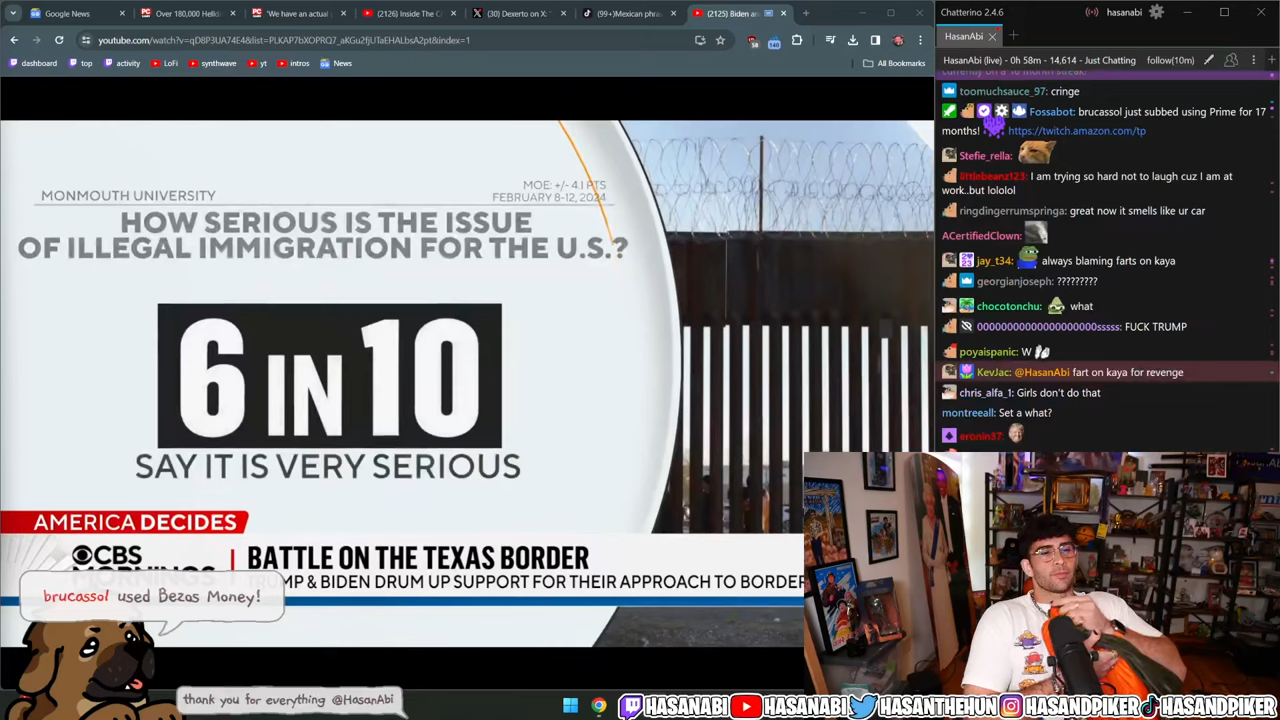 Google News
Over 180,000 Helldi
'We have an actual
(2126) Inside The C
(30) Dexerto on X:
(99+)Mexican phra
(2125) Biden an
youtube.com/watch?v=qD8P3UA74E4&list=PLKAP7bXOPRQ7_aKGu2fjUTaEHALbsA2pt&index=1
dashboard
top
activity
LoFi
synthwave
yt
intros
News
All Bookmarks
MONMOUTH UNIVERSITY
MOE: +/- 4.1 PTS
FEBRUARY 8-12, 2024
HOW SERIOUS IS THE ISSUE
OF ILLEGAL IMMIGRATION FOR THE U.S.?
6 IN 10
SAY IT IS VERY SERIOUS
AMERICA DECIDES
CBS
MORNINGS
BATTLE ON THE TEXAS BORDER
TRUMP & BIDEN DRUM UP SUPPORT FOR THEIR APPROACH TO BORDER
brucassol used Bezos Money!
thank you for everything @HasanAbi
Chatterino 2.4.6
hasanabi
HasanAbi
HasanAbi (live) - 0h 58m - 14,614 - Just Chatting
follow(10m)
currently on a 16 month streak!
toomuchsauce_97: cringe
Fossabot: brucassol just subbed using Prime for 17
months! https://twitch.amazon.com/tp
Stefie_rella:
littlebeanz123: I am trying so hard not to laugh cuz I am at
work..but lololol
ringdingerrumspringa: great now it smells like ur car
ACertifiedClown:
jay_t34: always blaming farts on kaya
georgianjoseph: ?????????
chocotonchu: what
FUCK TRUMP
poyaispanic: W
KevJac: @HasanAbi fart on kaya for revenge
chris_alfa_1: Girls don't do that
montreeall: Set a what?
eronin37:
HASANABI
HASANABI
HASANTHEHUN
HASANDPIKER
HASANDPIKER